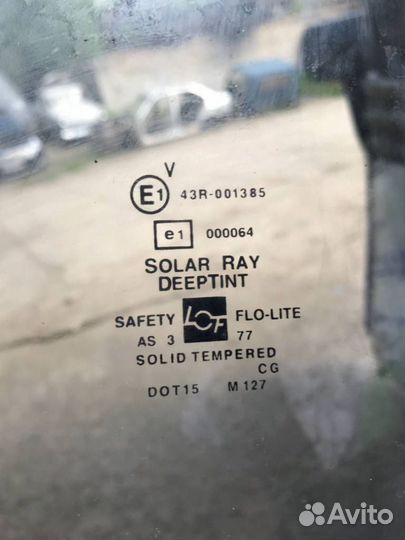 V
E1 43R-001385
e1 000064
SOLAR RAY
DEEPTINT
SAFETY LOF FLO-LITE
AS 3 77
SOLID TEMPERED
CG
DOT15 M127
Avito